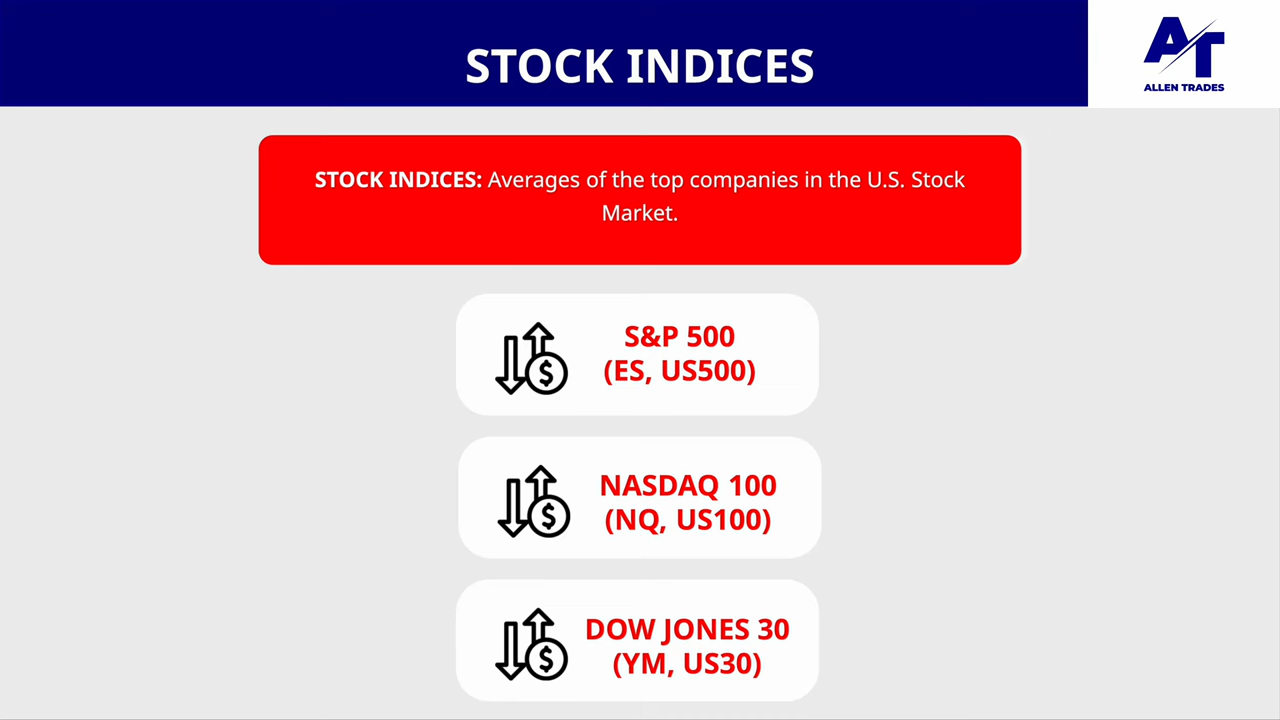 STOCK INDICES
AT
ALLEN TRADES
STOCK INDICES: Averages of the top companies in the U.S. Stock
Market.
$
S&P 500
(ES, US500)
$
NASDAQ 100
(NQ, US100)
$
DOW JONES 30
(YM, US30)